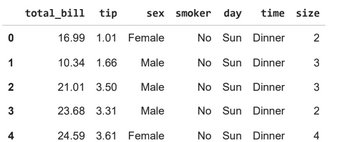 total_bill tip sex smoker day time size
0 16.99 1.01 Female No Sun Dinner 2
1 10.34 1.66 Male No Sun Dinner 3
2 21.01 3.50 Male No Sun Dinner 3
3 23.68 3.31 Male No Sun Dinner 2
4 24.59 3.61 Female No Sun Dinner 4